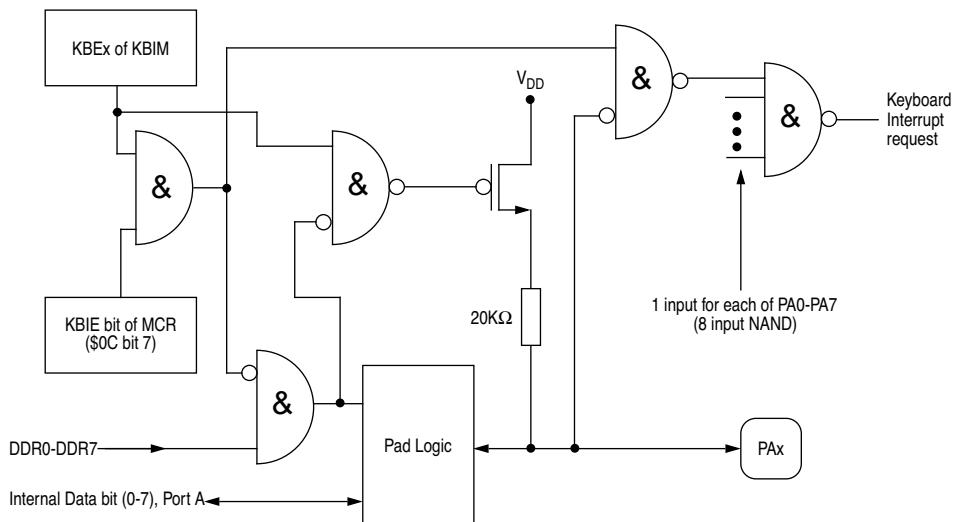 KBEx of KBIM
&
VDD
&
&
&
&
Keyboard
Interrupt
request
KBIE bit of MCR
($0C bit 7)
20KΩ
1 input for each of PA0-PA7
(8 input NAND)
&
DDR0-DDR7
Pad Logic
PAx
Internal Data bit (0-7), Port A